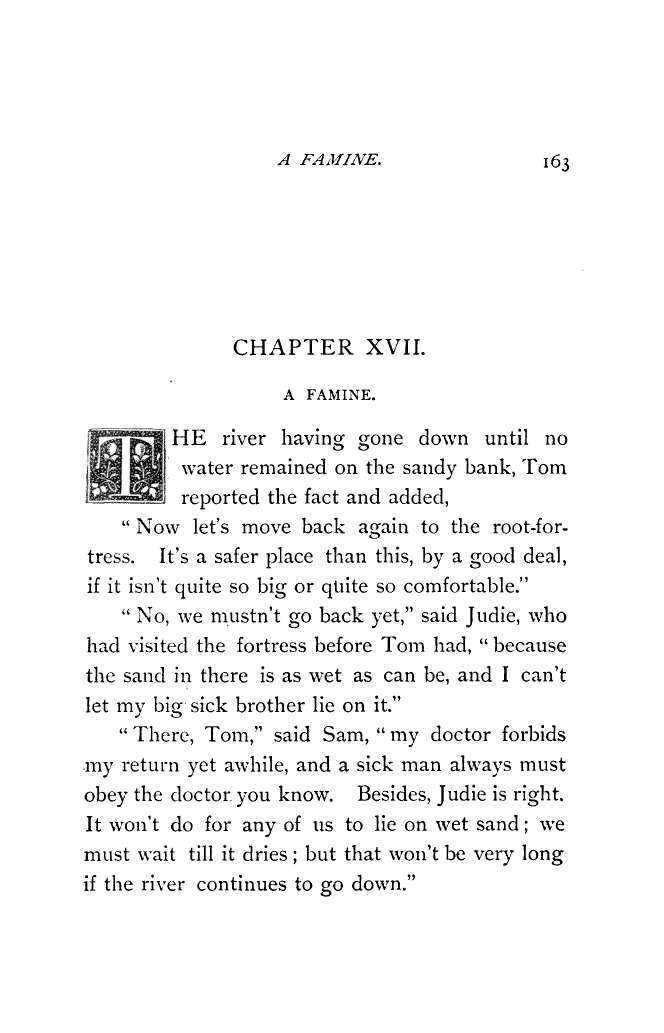 A FAMINE. 163
CHAPTER XVII.
A FAMINE.
THE river having gone down until no
water remained on the sandy bank, Tom
reported the fact and added,
“Now let's move back again to the root-for-
tress. It's a safer place than this, by a good deal,
if it isn't quite so big or quite so comfortable.”
“No, we mustn't go back yet,” said Judie, who
had visited the fortress before Tom had, “because
the sand in there is as wet as can be, and I can't
let my big sick brother lie on it.”
“There, Tom,” said Sam, “my doctor forbids
my return yet awhile, and a sick man always must
obey the doctor you know. Besides, Judie is right.
It won't do for any of us to lie on wet sand; we
must wait till it dries; but that won't be very long
if the river continues to go down.”